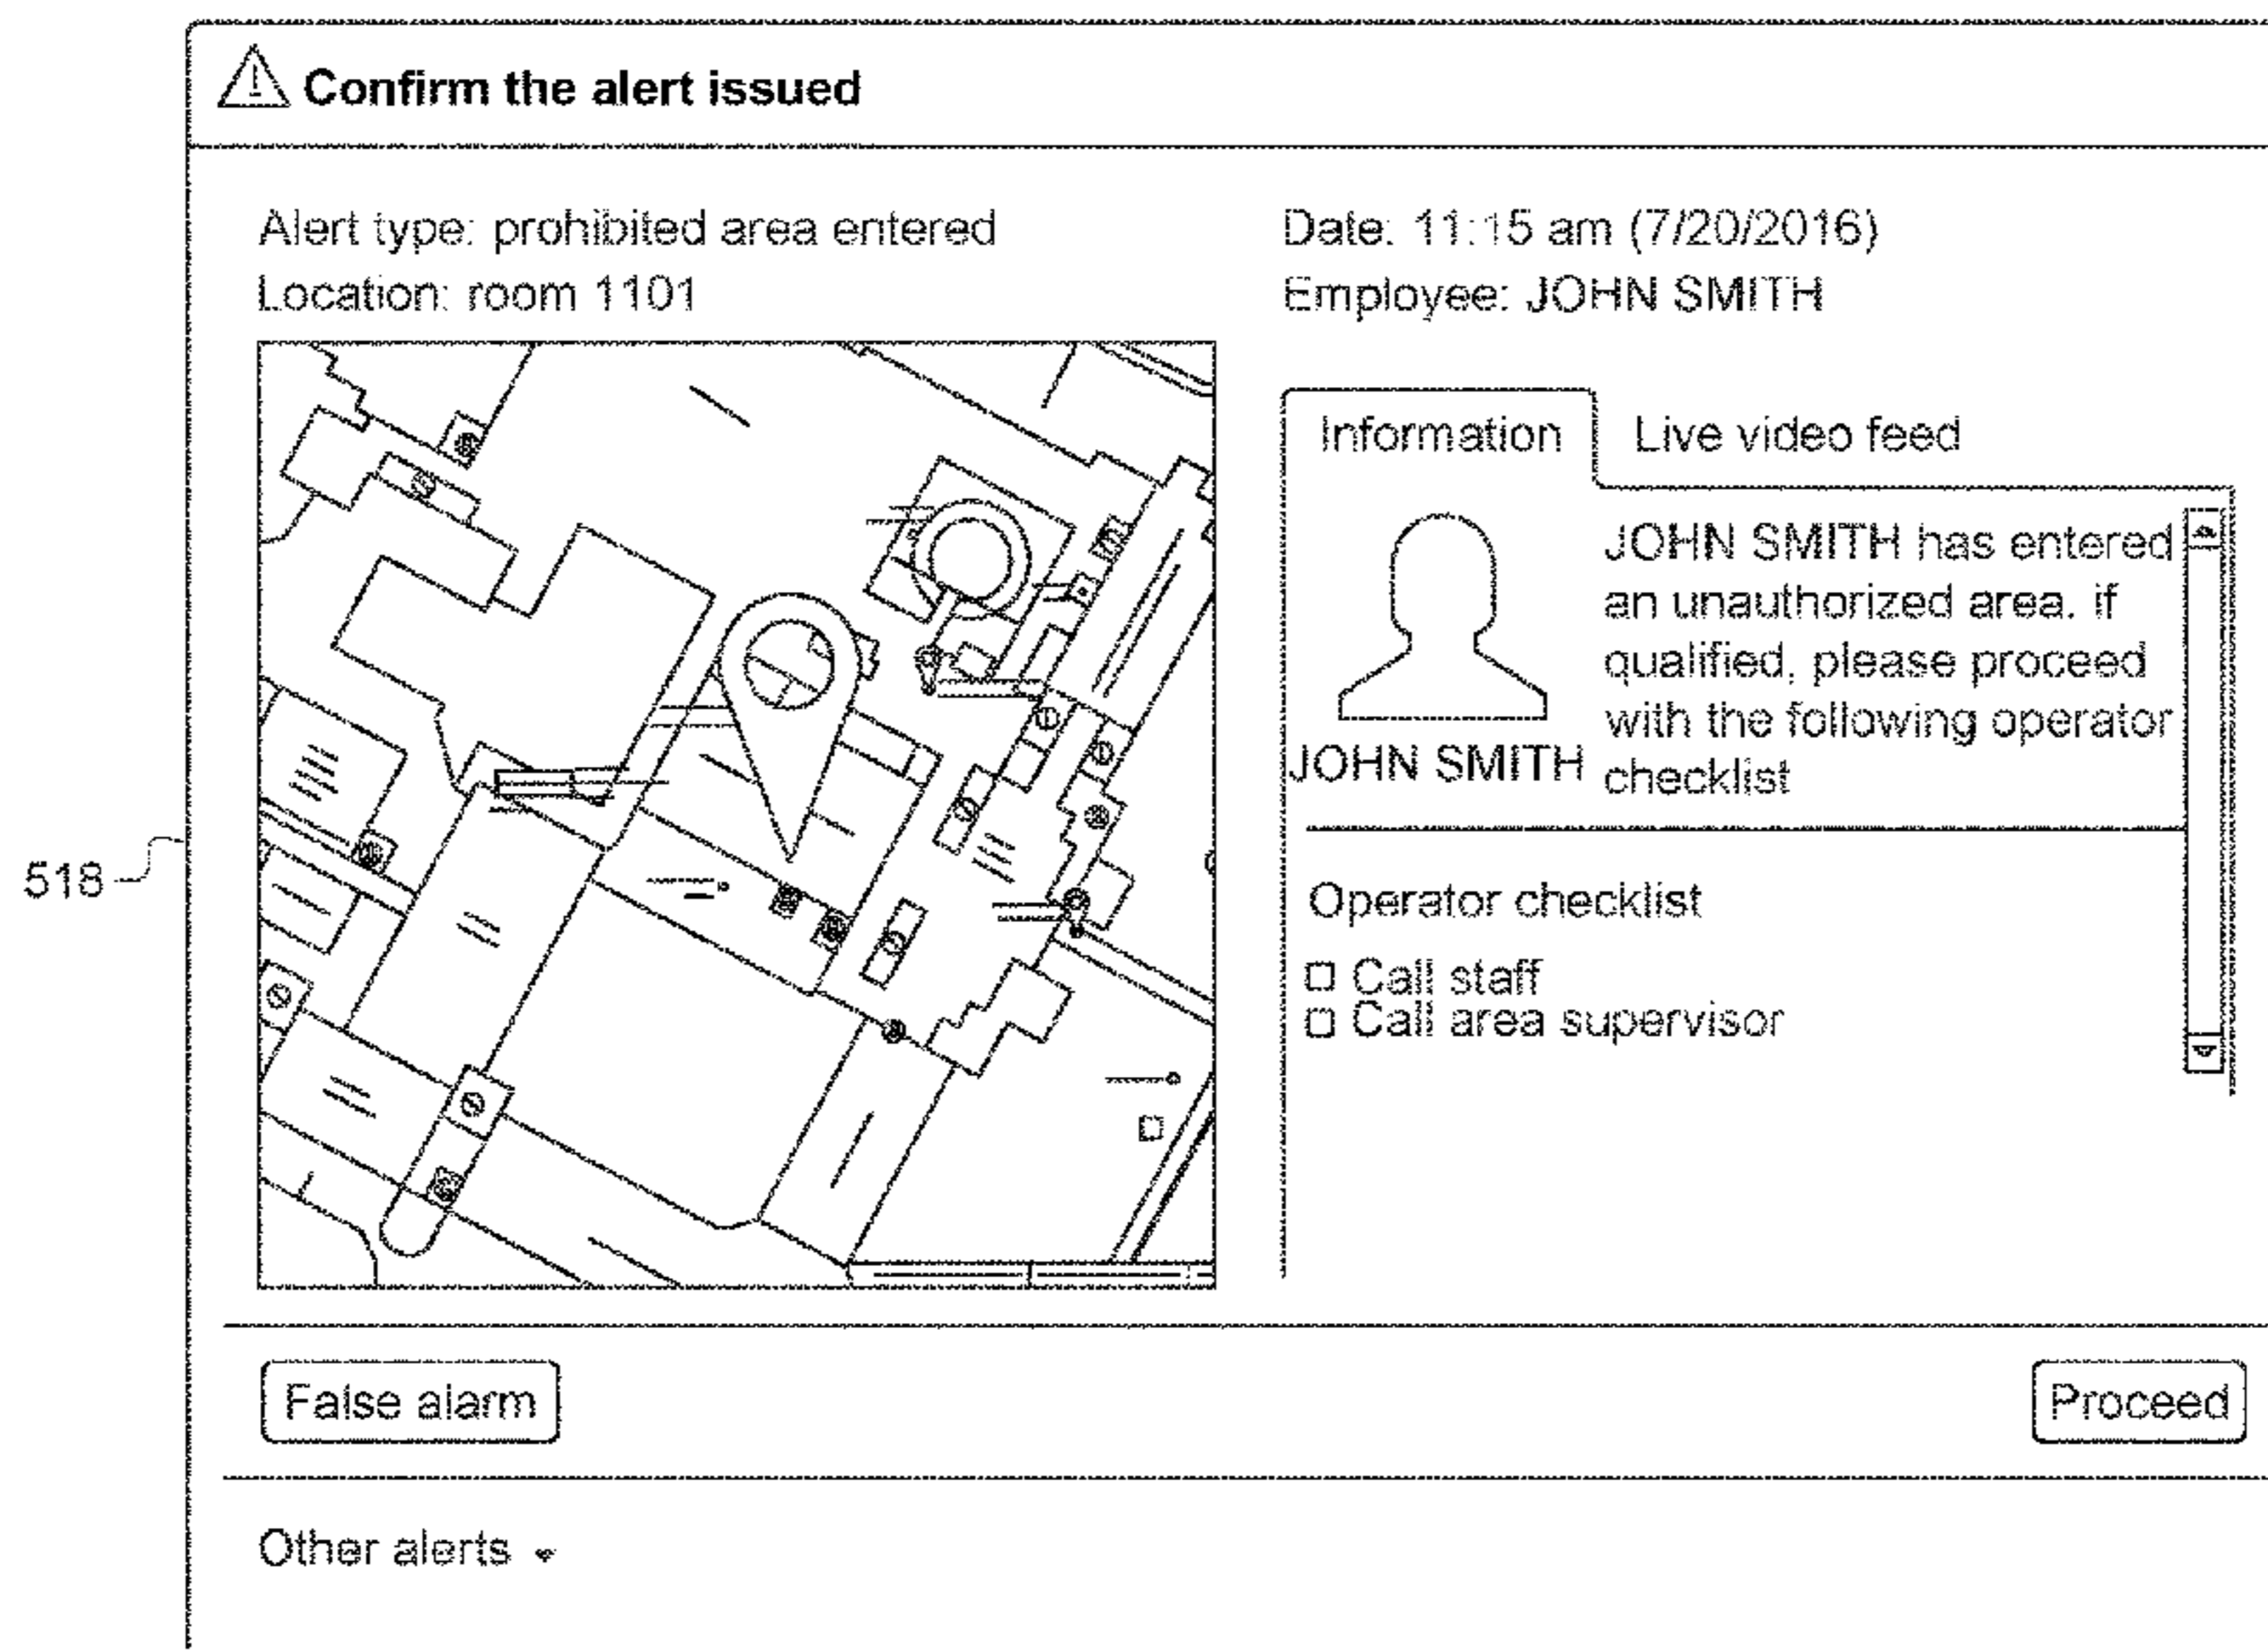 Confirm the alert issued
Alert type: prohibited area entered
Date: 11:15 am (7/20/2016)
Location: room 1101
Employee: JOHN SMITH
Information
Live video feed
JOHN SMITH has entered
an unauthorized area. if
qualified, please proceed
with the following operator
checklist
JOHN SMITH
518
Operator checklist
Call staff
Call area supervisor
False alarm
Proceed
Other alerts